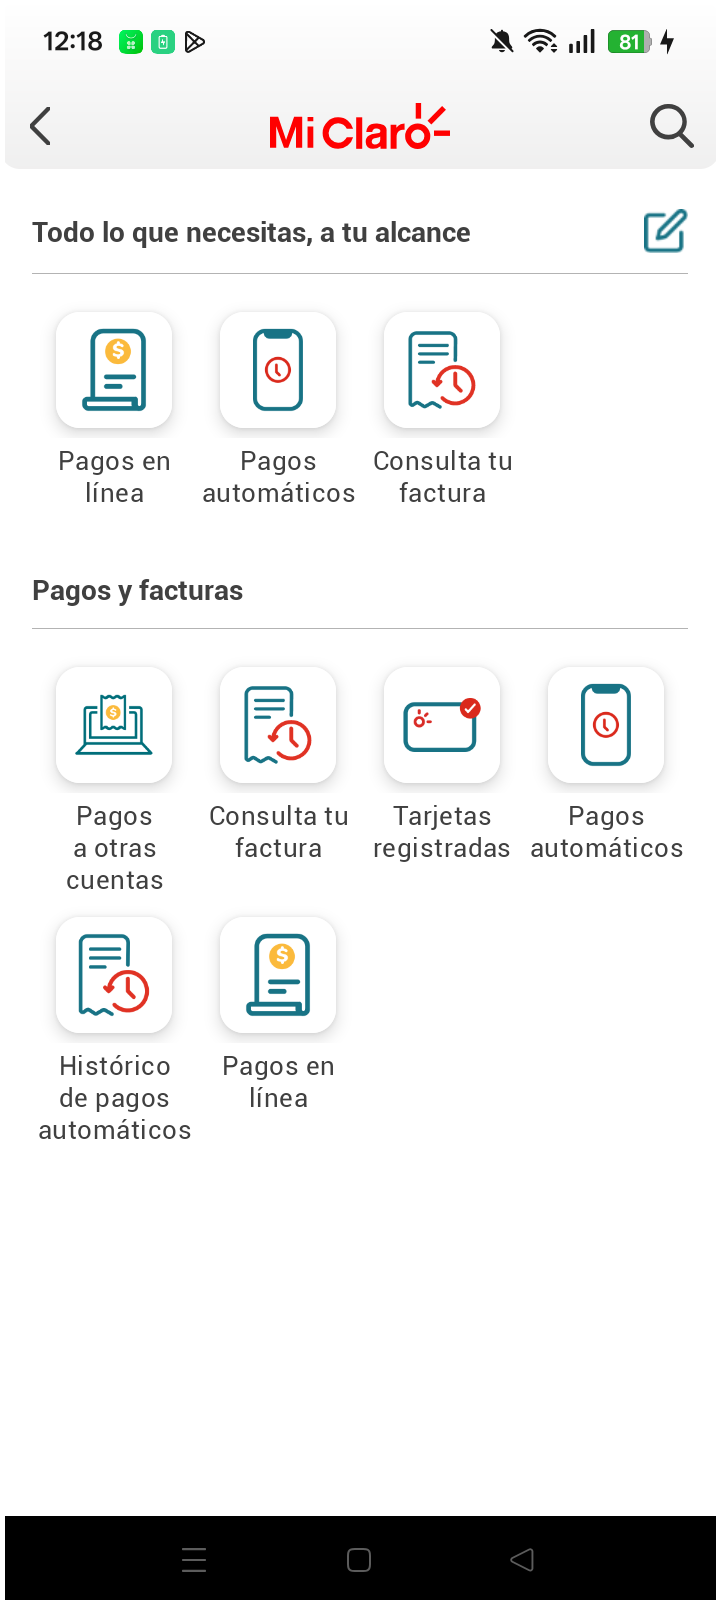 12:18
81
Mi Claro
Todo lo que necesitas, a tu alcance
Pagos en
línea
Pagos
automáticos
Consulta tu
factura
Pagos y facturas
Pagos
a otras
cuentas
Consulta tu
factura
Tarjetas
registradas
Pagos
automáticos
Histórico
de pagos
automáticos
Pagos en
línea